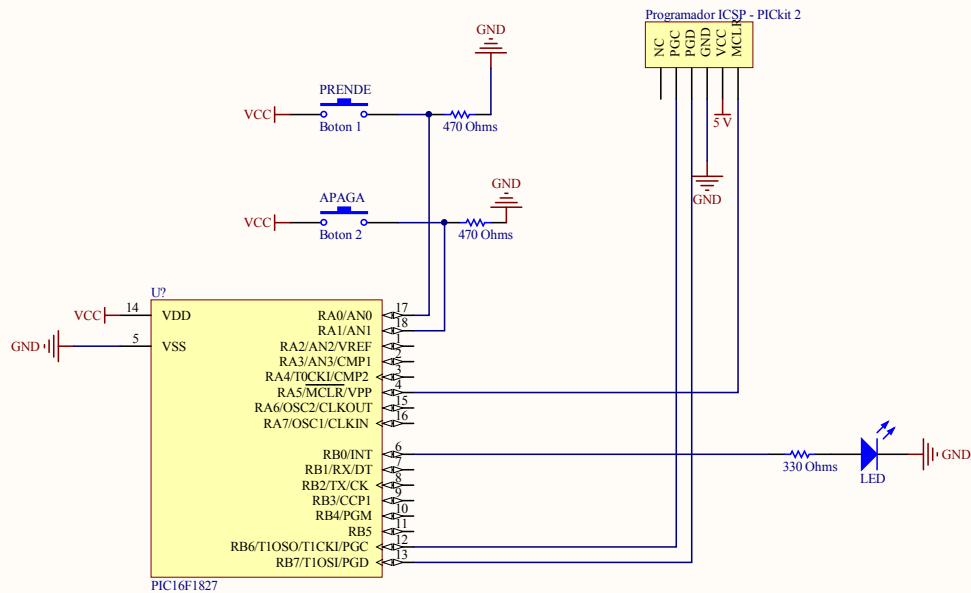 Programador ICSP - PICkit 2
NC
PGC
PGD
GND
VCC
MCLR
5 V
GND
GND
PRENDE
VCC
Boton 1
470 Ohms
GND
APAGA
VCC
Boton 2
470 Ohms
U?
VCC
14
VDD
GND
5
VSS
RA0/AN0
17
RA1/AN1
18
RA2/AN2/VREF
1
RA3/AN3/CMP1
2
RA4/T0CKI/CMP2
3
RA5/MCLR/VPP
4
RA6/OSC2/CLKOUT
15
RA7/OSC1/CLKIN
16
RB0/INT
6
RB1/RX/DT
7
RB2/TX/CK
8
RB3/CCP1
9
RB4/PGM
10
RB5
11
RB6/T1OSO/T1CKI/PGC
12
RB7/T1OSI/PGD
13
330 Ohms
LED
GND
PIC16F1827